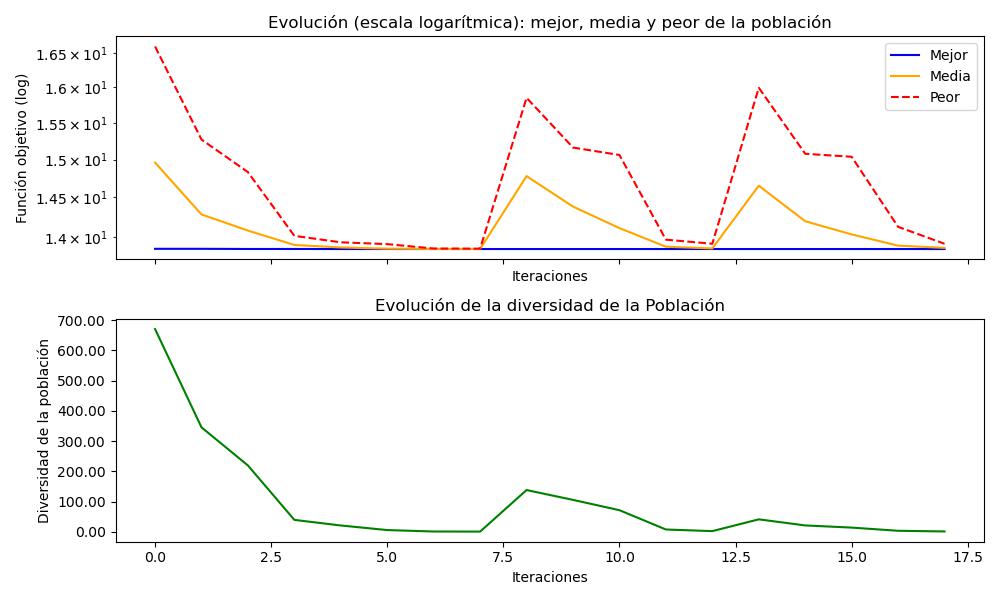 Evolución (escala logarítmica): mejor, media y peor de la población
Función objetivo (log)
1.65 × 10¹
1.6 × 10¹
1.55 × 10¹
1.5 × 10¹
1.45 × 10¹
1.4 × 10¹
Mejor
Media
Peor
Iteraciones
Evolución de la diversidad de la Población
Diversidad de la población
700.00
600.00
500.00
400.00
300.00
200.00
100.00
0.00
0.0 2.5 5.0 7.5 10.0 12.5 15.0 17.5
Iteraciones